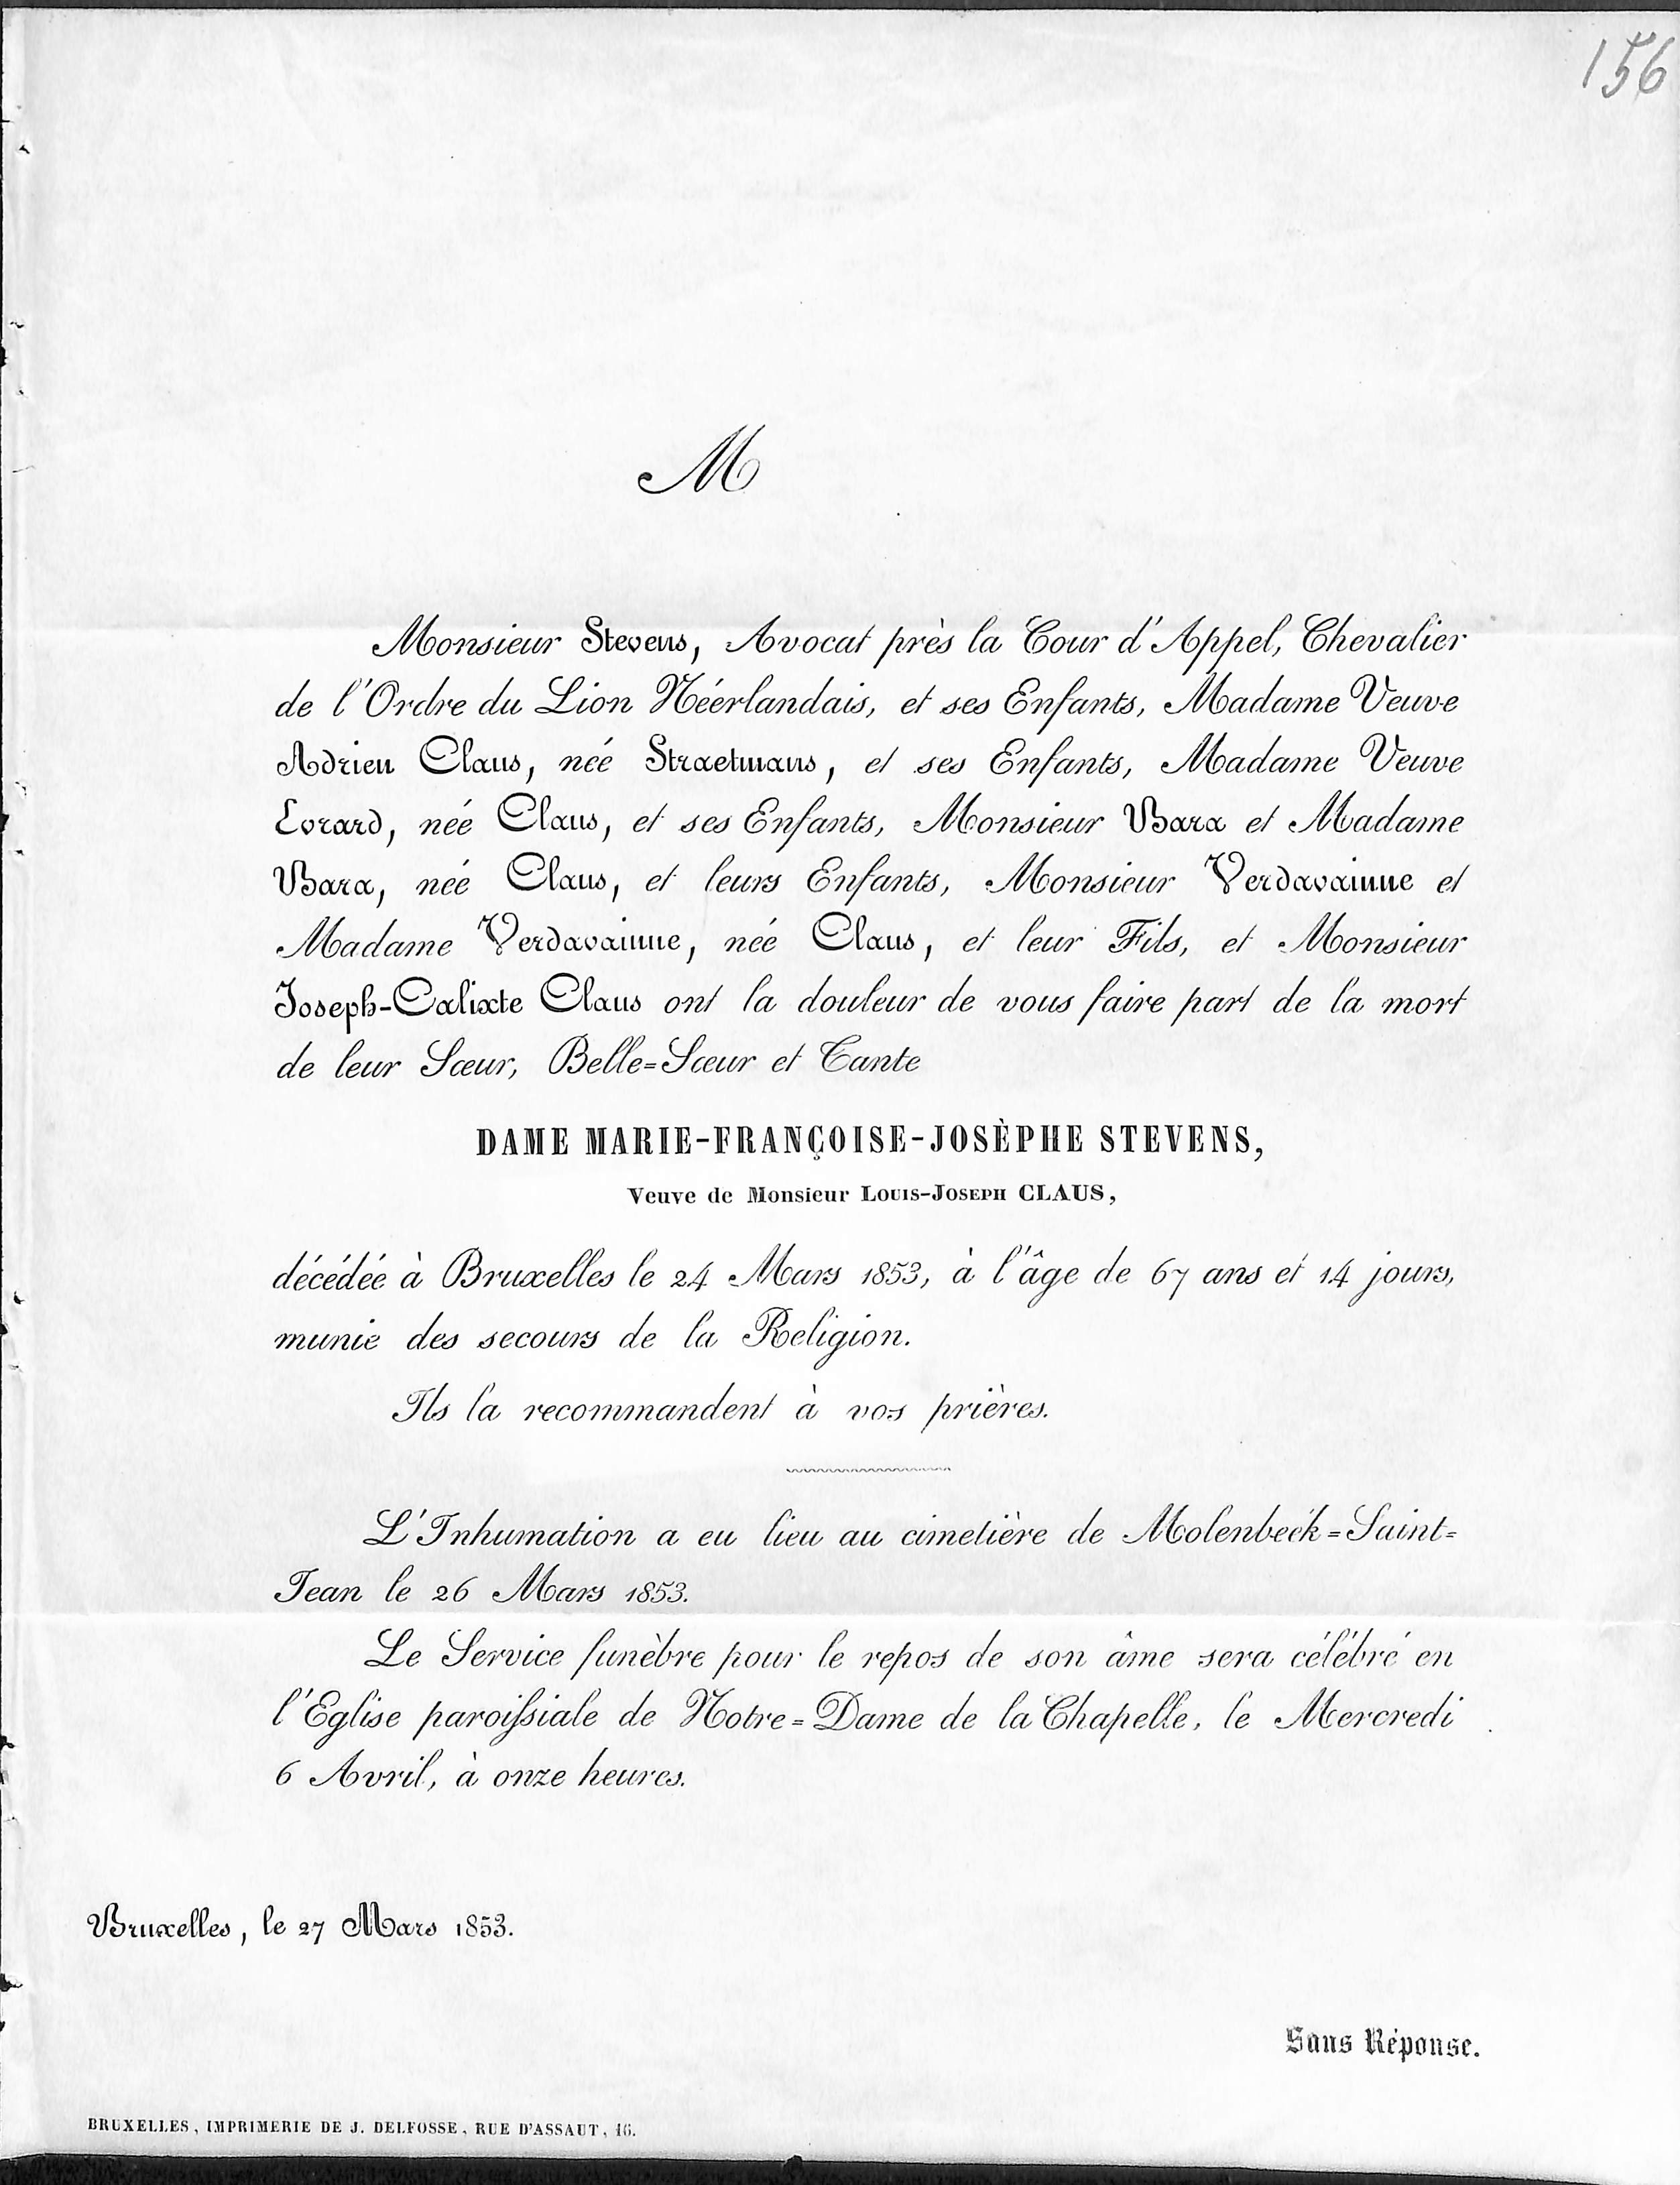 156
M
Monsieur Stevens, Avocat près la Cour d'Appel, Chevalier
de l'Ordre du Lion Néérlandais, et ses Enfants, Madame Veuve
Adrien Claus, née Straetmans, et ses Enfants, Madame Veuve
Evrard, née Claus, et ses Enfants, Monsieur Bara et Madame
Bara, née Claus, et leurs Enfants, Monsieur Verdavainne et
Madame Verdavainne, née Claus, et leur Fils, et Monsieur
Joseph-Calixte Claus ont la douleur de vous faire part de la mort
de leur Sœur, Belle=Sœur et Tante
DAME MARIE-FRANÇOISE-JOSÈPHE STEVENS,
Veuve de Monsieur LOUIS-JOSEPH CLAUS,
décédée à Bruxelles le 24 Mars 1853, à l'âge de 67 ans et 14 jours,
munie des secours de la Religion.
Ils la recommandent à vos prières.
L'Inhumation a eu lieu au cimetière de Molenbeék=Saint=
Jean le 26 Mars 1853.
Le Service funèbre pour le repos de son âme sera célébré en
l'Eglise paroiſsiale de Notre=Dame de la Chapelle, le Mercredi
6 Avril, à onze heures.
Bruxelles, le 27 Mars 1853.
Sans Réponse.
BRUXELLES, IMPRIMERIE DE J. DELFOSSE, RUE D'ASSAUT, 16.